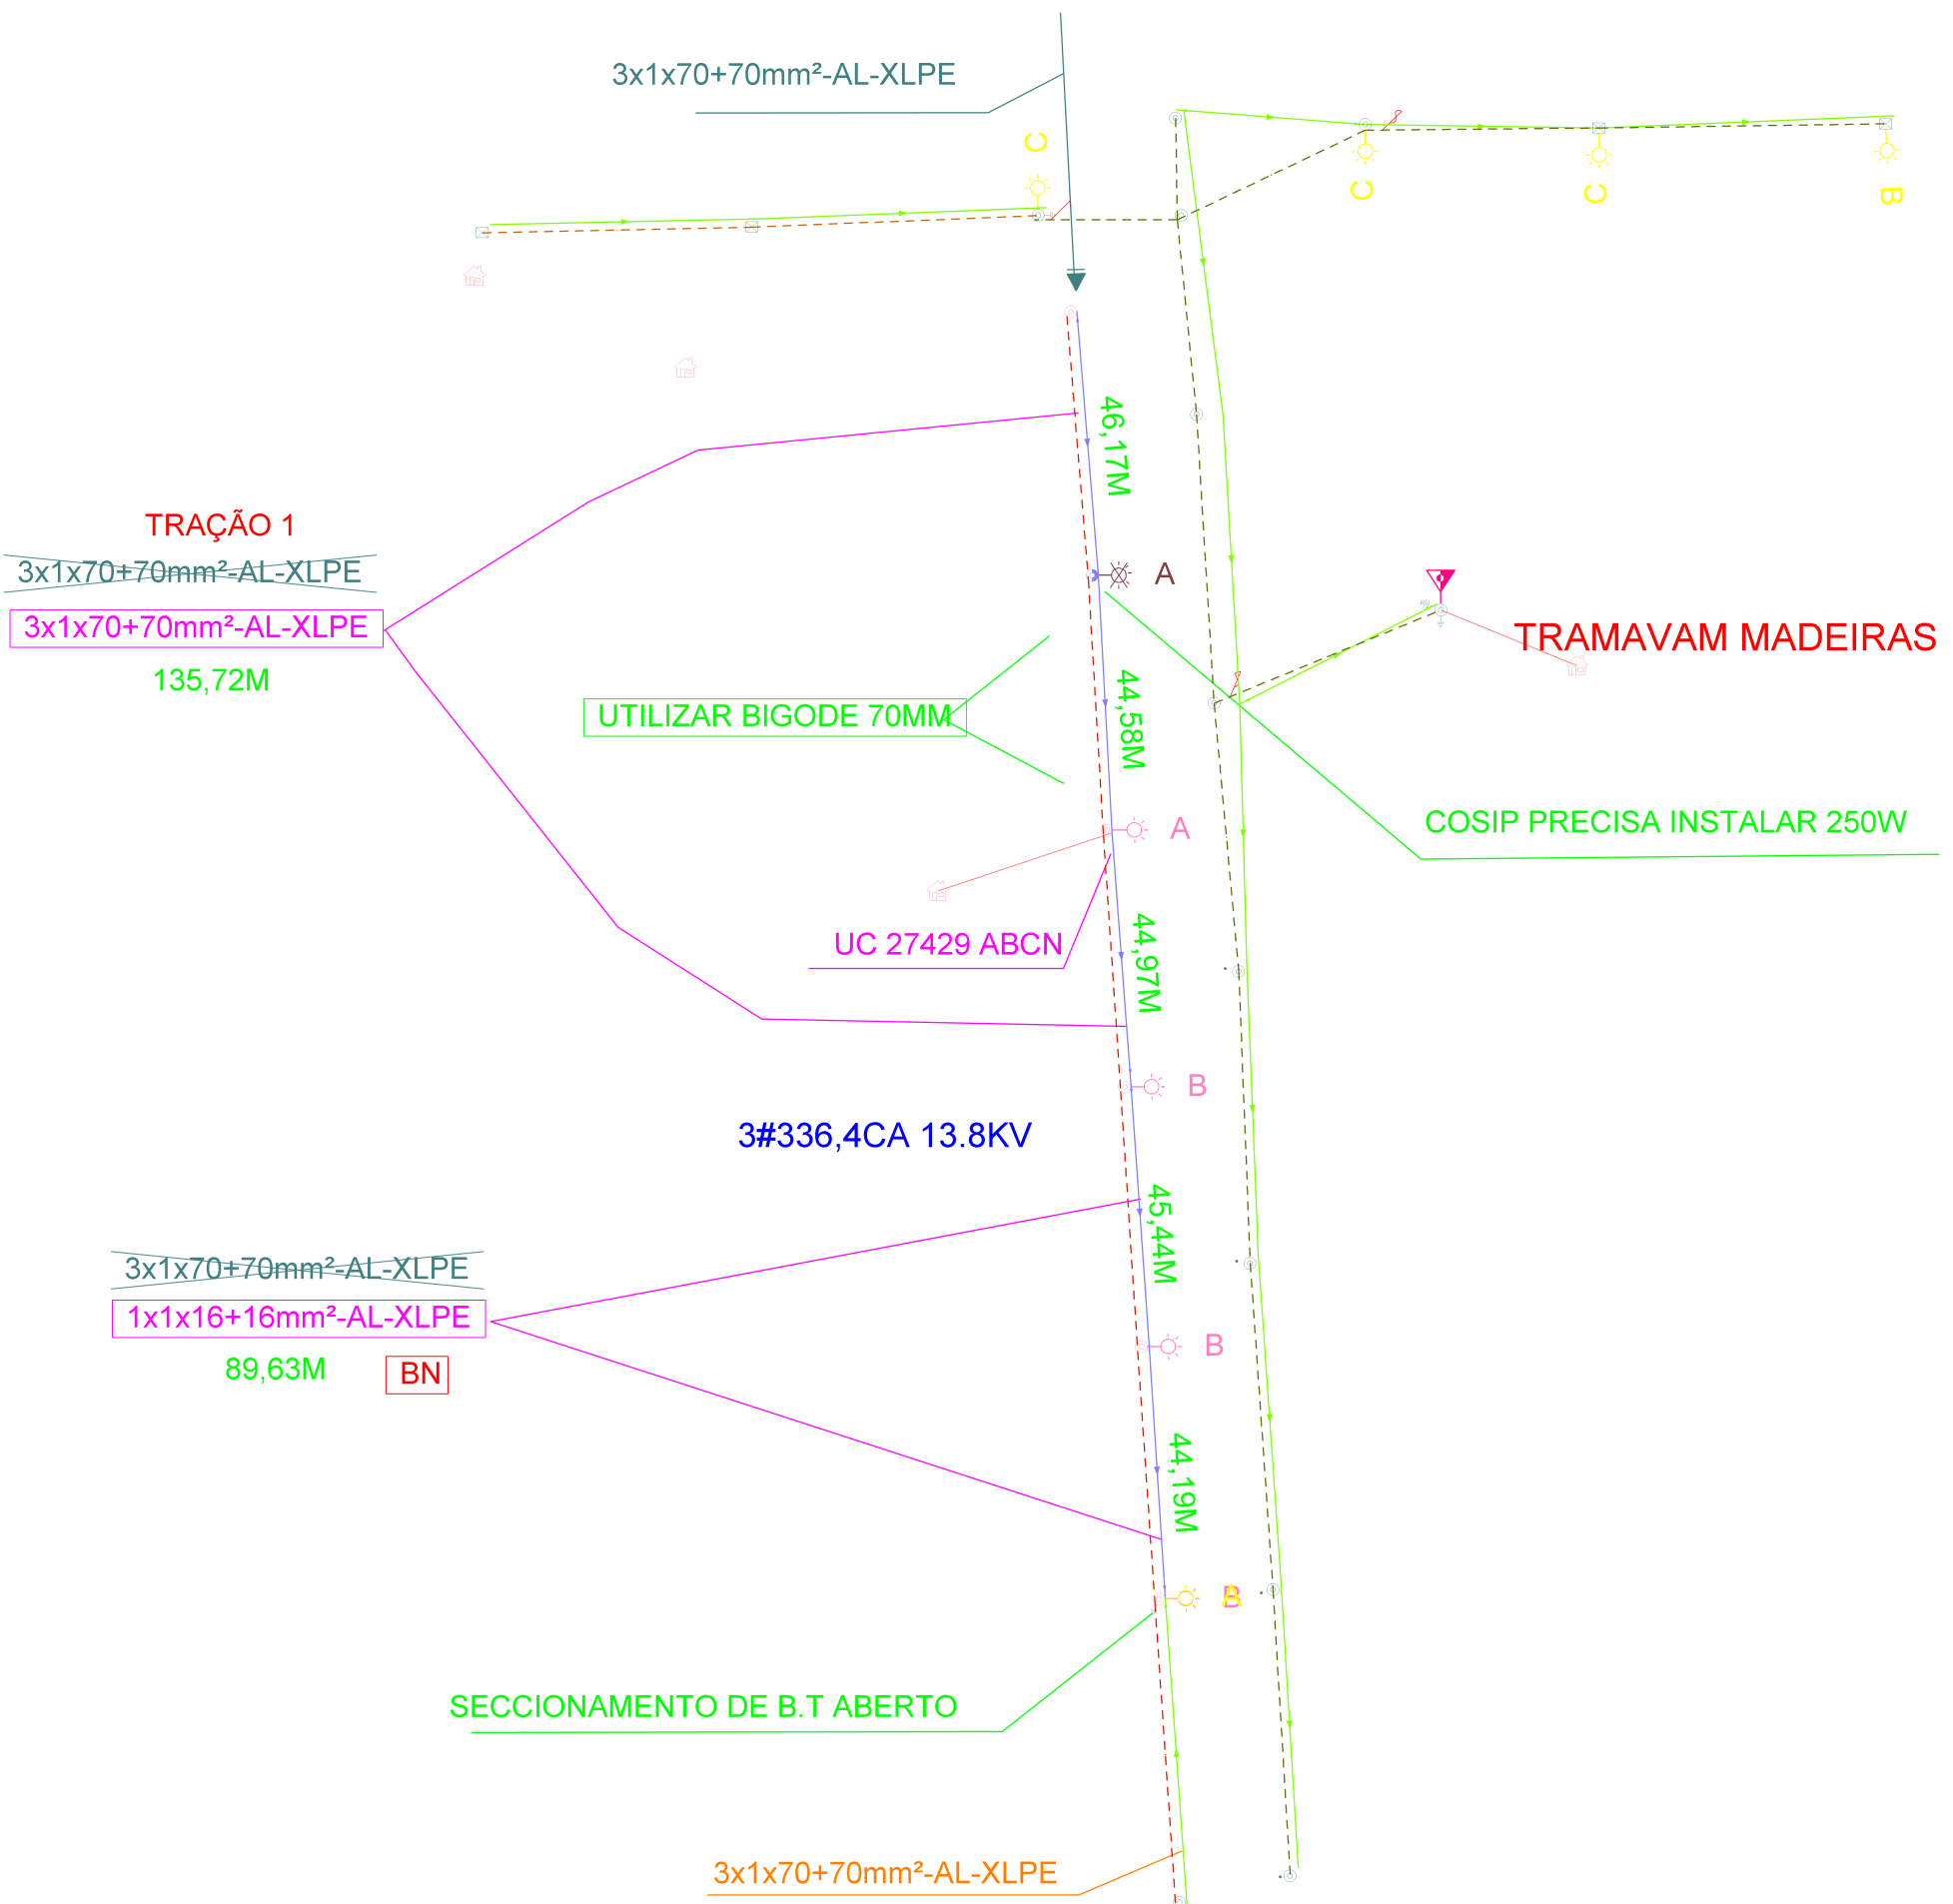 3x1x70+70mm²-AL-XLPE
C
C
C
B
46,17M
TRAÇÃO 1
3x1x70+70mm²-AL-XLPE
3x1x70+70mm²-AL-XLPE
135,72M
A
TRAMAVAM MADEIRAS
UTILIZAR BIGODE 70MM
44,58M
COSIP PRECISA INSTALAR 250W
A
UC 27429 ABCN
44,97M
B
3#336,4CA 13.8KV
45,44M
3x1x70+70mm²-AL-XLPE
1x1x16+16mm²-AL-XLPE
89,63M
BN
B
44,19M
B
A
SECCIONAMENTO DE B.T ABERTO
3x1x70+70mm²-AL-XLPE